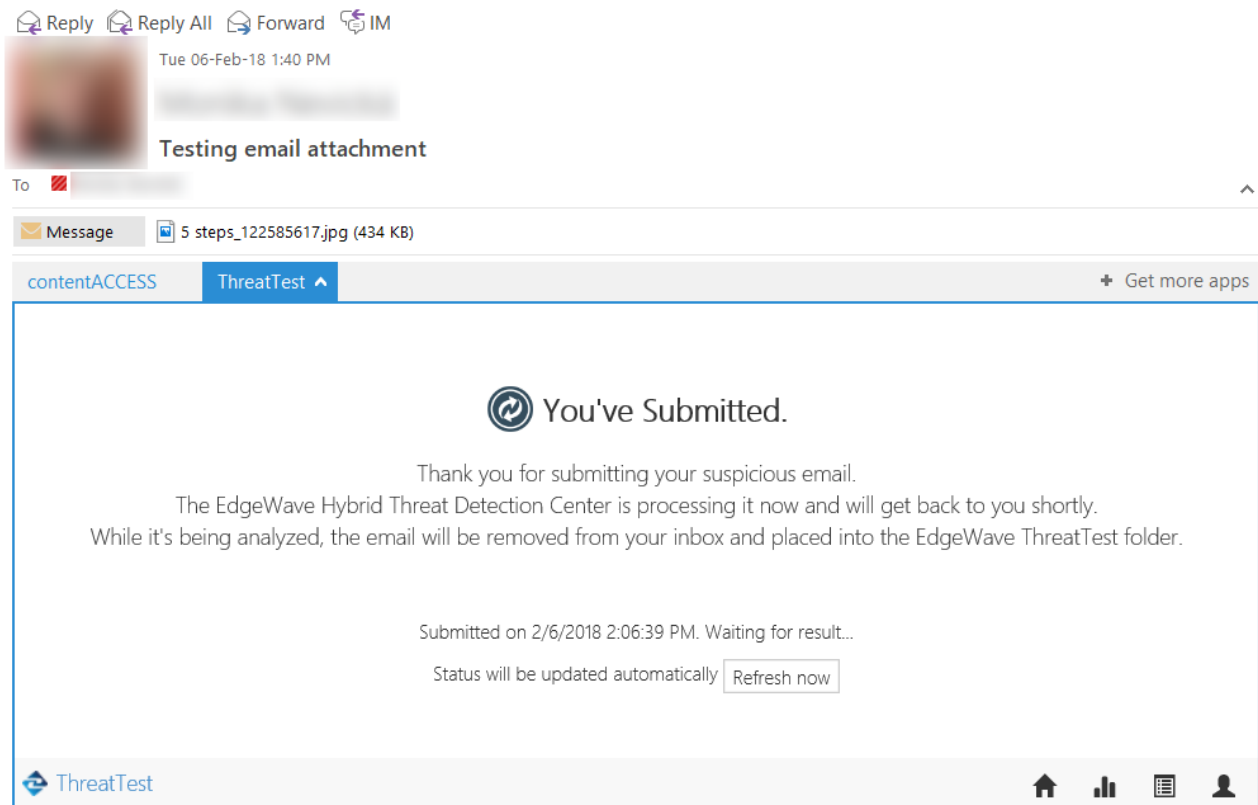 Reply Reply All Forward IM
Tue 06-Feb-18 1:40 PM
Testing email attachment
To
Message 5 steps_122585617.jpg (434 KB)
contentACCESS ThreatTest + Get more apps
You've Submitted.
Thank you for submitting your suspicious email.
The EdgeWave Hybrid Threat Detection Center is processing it now and will get back to you shortly.
While it's being analyzed, the email will be removed from your inbox and placed into the EdgeWave ThreatTest folder.
Submitted on 2/6/2018 2:06:39 PM. Waiting for result...
Status will be updated automatically Refresh now
ThreatTest